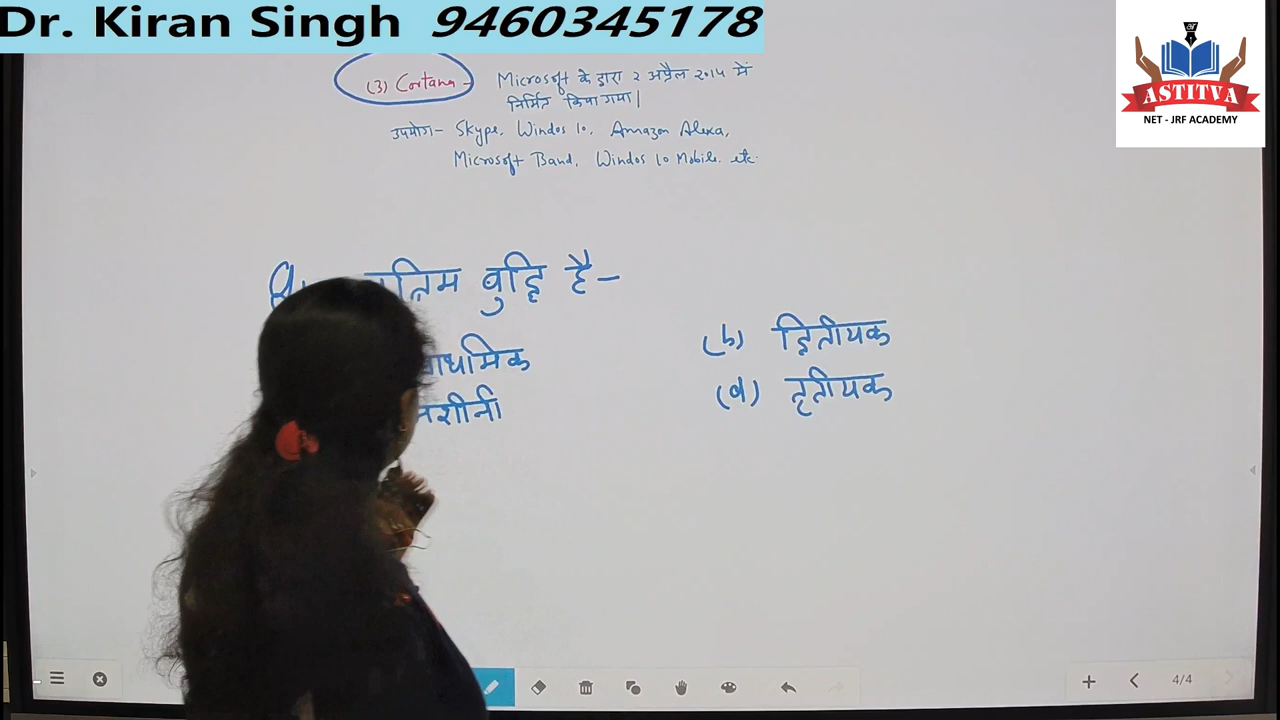 Dr. Kiran Singh 9460345178
ASTITVA
NET - JRF ACADEMY
(3) Cortana - Microsoft के द्वारा 2 अप्रैल 2014 में
निर्मित किया गया|
उपयोग- Skype, Windos 10, Amazon Alexa,
Microsoft Band, Windos 10 Mobile. etc.
बुद्धि है-
(b) द्वितीयक
(d) तृतीयक
4/4